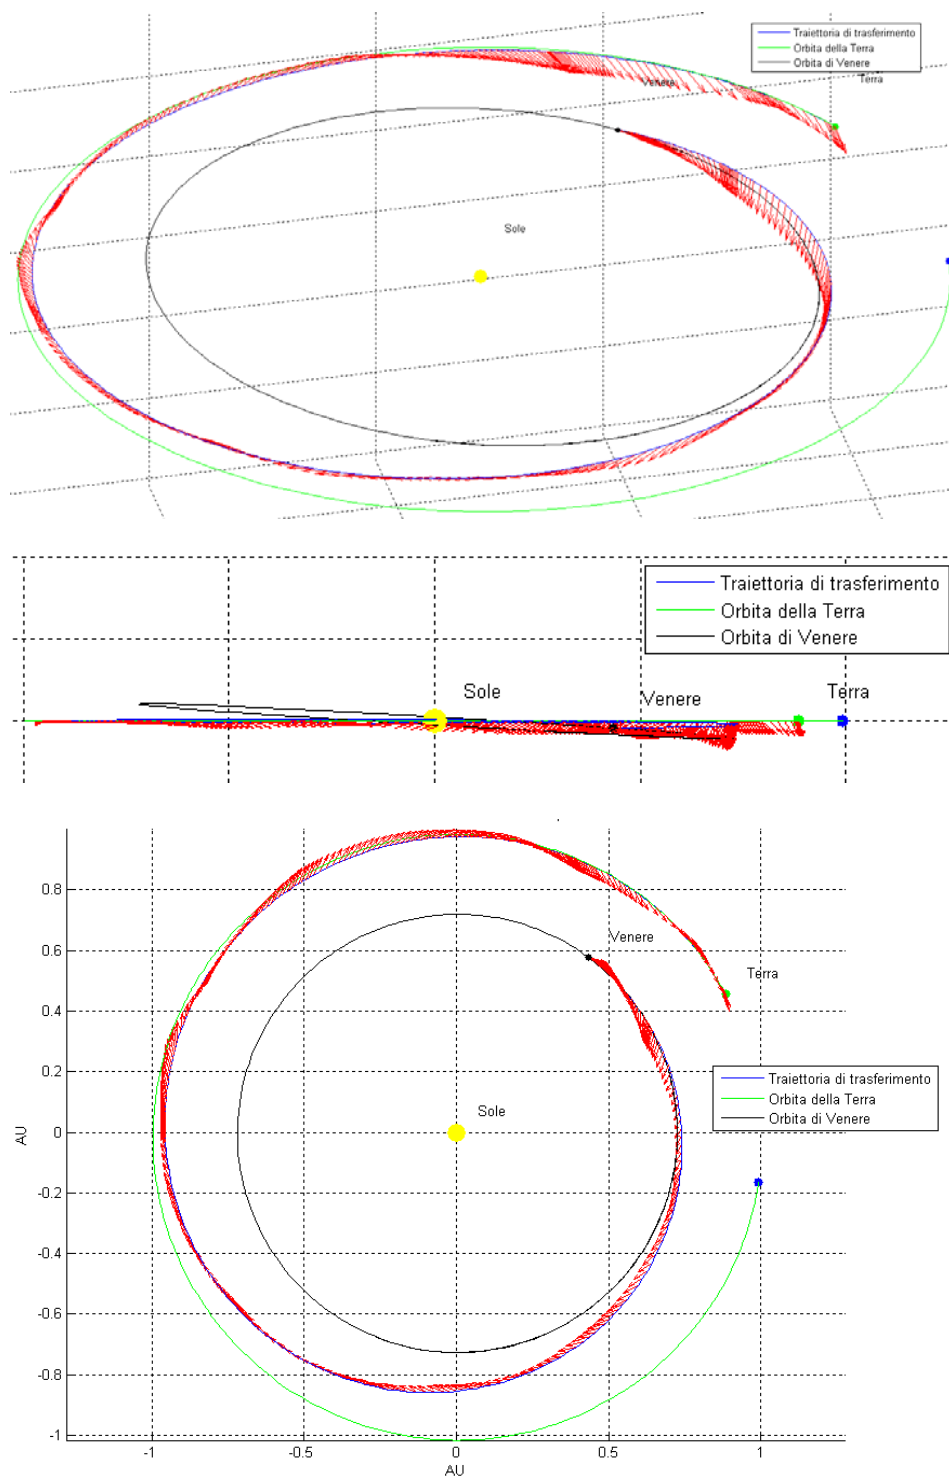 Traiettoria di trasferimento
Orbita della Terra
Orbita di Venere
Venere
Terra
Sole
Traiettoria di trasferimento
Orbita della Terra
Orbita di Venere
Sole
Venere
Terra
0.8
0.6
0.4
0.2
0
-0.2
-0.4
-0.6
-0.8
-1
AU
Venere
Terra
Sole
Traiettoria di trasferimento
Orbita della Terra
Orbita di Venere
-1
-0.5
0
0.5
1
AU